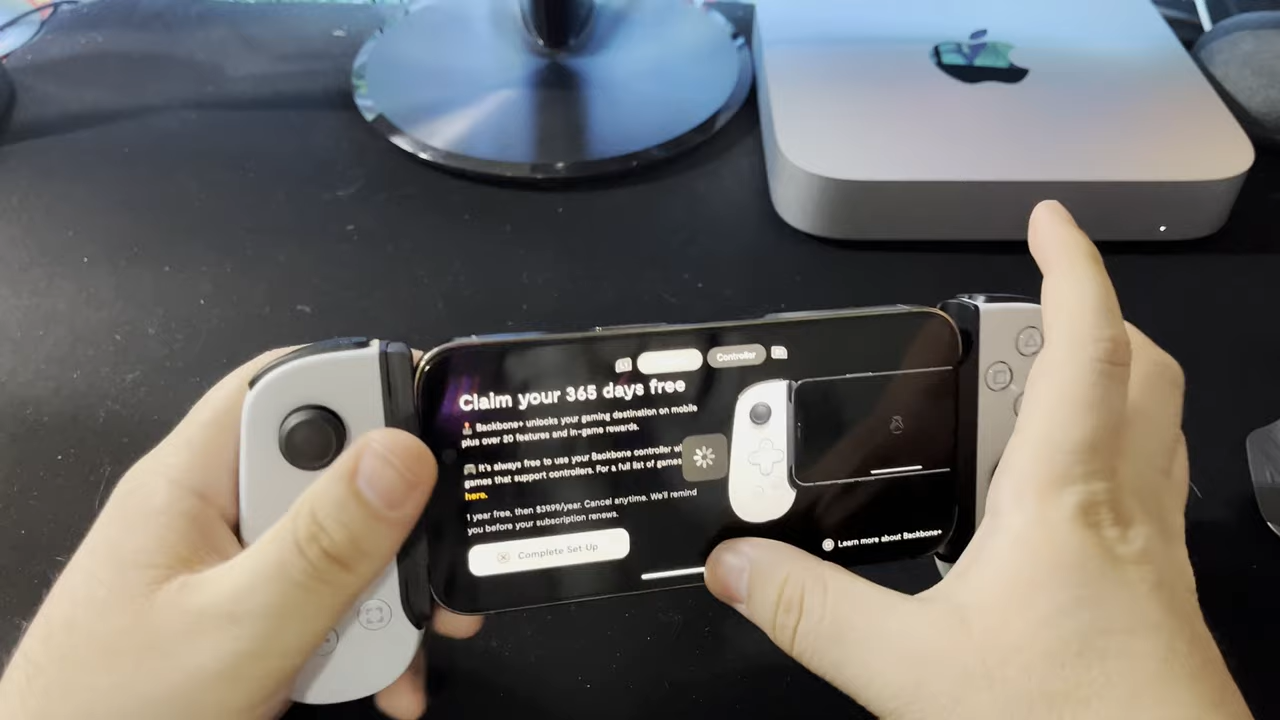 Controller
Claim your 365 days free
Backbone+ unlocks your gaming destination on mobile
plus over 20 features and in-game rewards.
It's always free to use your Backbone controller
games that support controllers. For a full list of games
here.
1 year free, then $39.99/year. Cancel anytime. We'll remind
you before your subscription renews.
Complete Set Up
Learn more about Backbone+